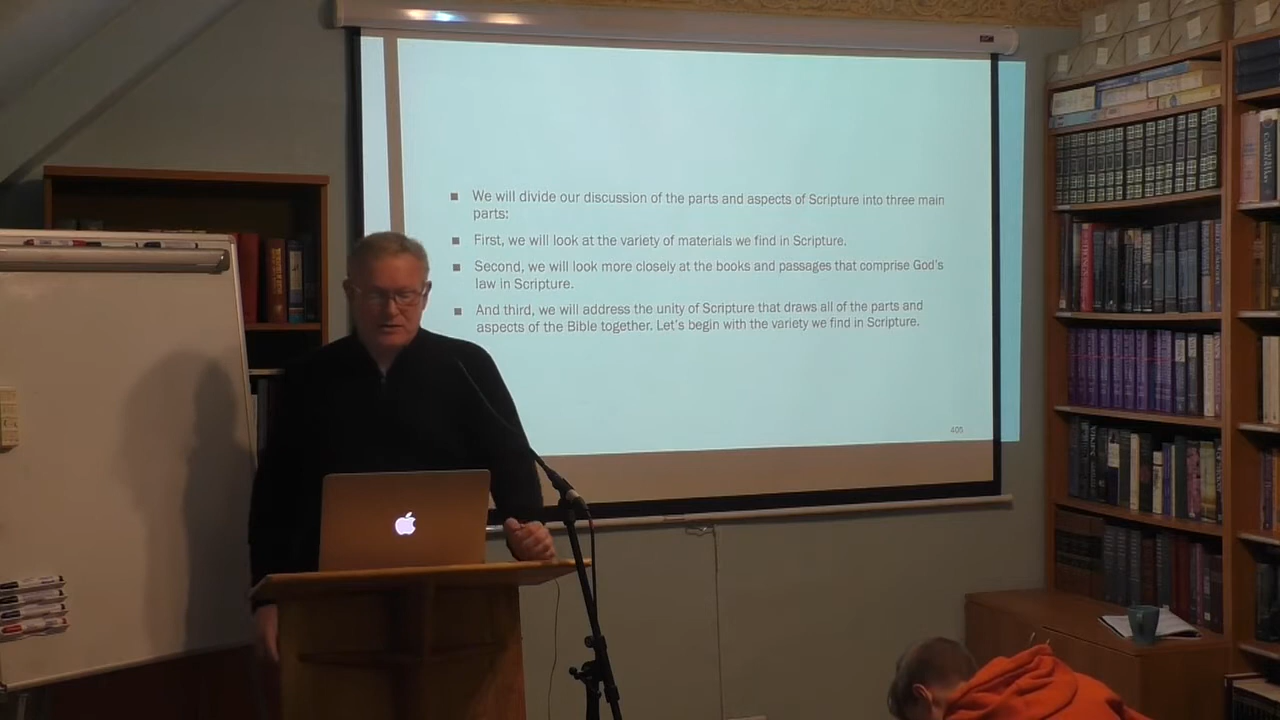 We will divide our discussion of the parts and aspects of Scripture into three main
parts:
First, we will look at the variety of materials we find in Scripture.
Second, we will look more closely at the books and passages that comprise God's
law in Scripture.
And third, we will address the unity of Scripture that draws all of the parts and
aspects of the Bible together. Let's begin with the variety we find in Scripture.
405